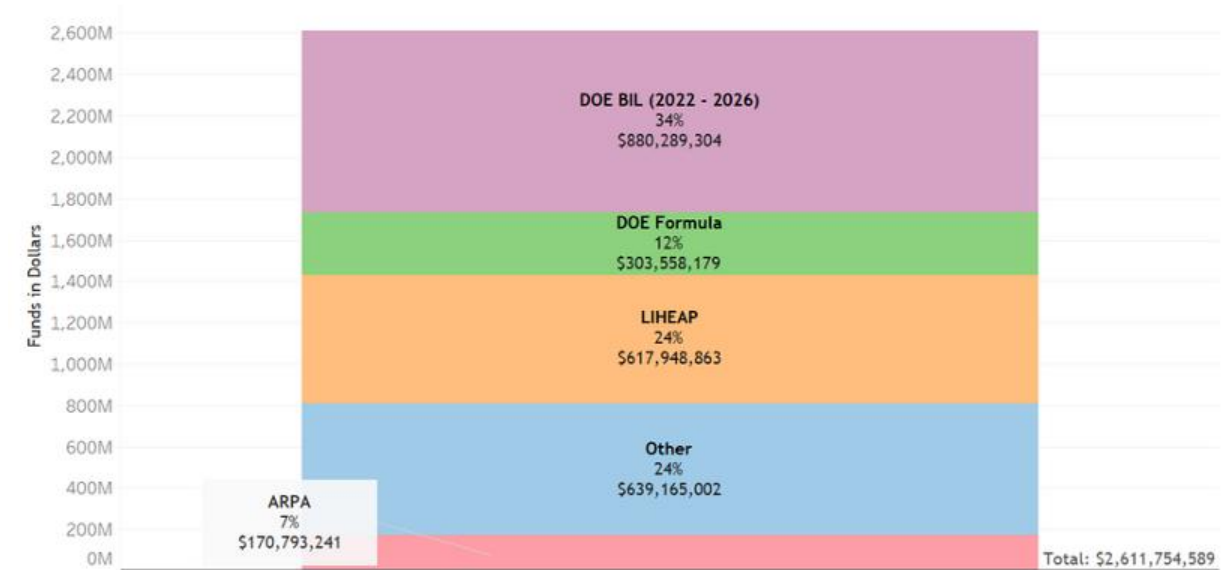 2,600M
2,400M
2,200M
2,000M
1,800M
1,600M
1,400M
1,200M
1,000M
800M
600M
400M
200M
0M
Funds in Dollars
DOE BIL (2022 - 2026)
34%
$880,289,304
DOE Formula
12%
$303,558,179
LIHEAP
24%
$617,948,863
Other
24%
$639,165,002
ARPA
7%
$170,793,241
Total: $2,611,754,589